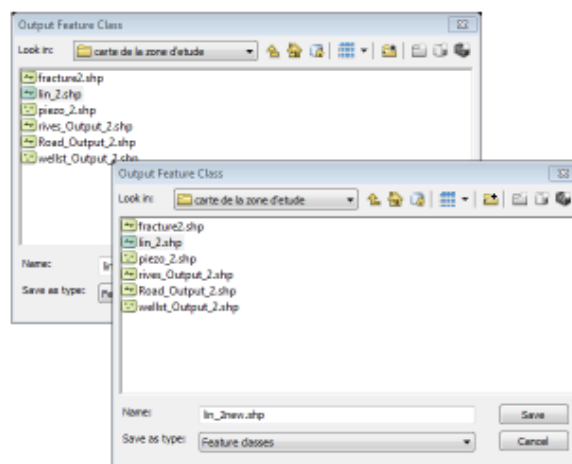 Output Feature Class
Look in: carte de la zone d'etude
fracture2.shp
lin_2.shp
piezo_2.shp
rives_Output_2.shp
Road_Output_2.shp
wellst_Output_2.shp
Name:
Save as type:
Output Feature Class
Look in: carte de la zone d'etude
fracture2.shp
lin_2.shp
piezo_2.shp
rives_Output_2.shp
Road_Output_2.shp
wellst_Output_2.shp
Name: lin_2new.shp Save
Save as type: Feature classes Cancel